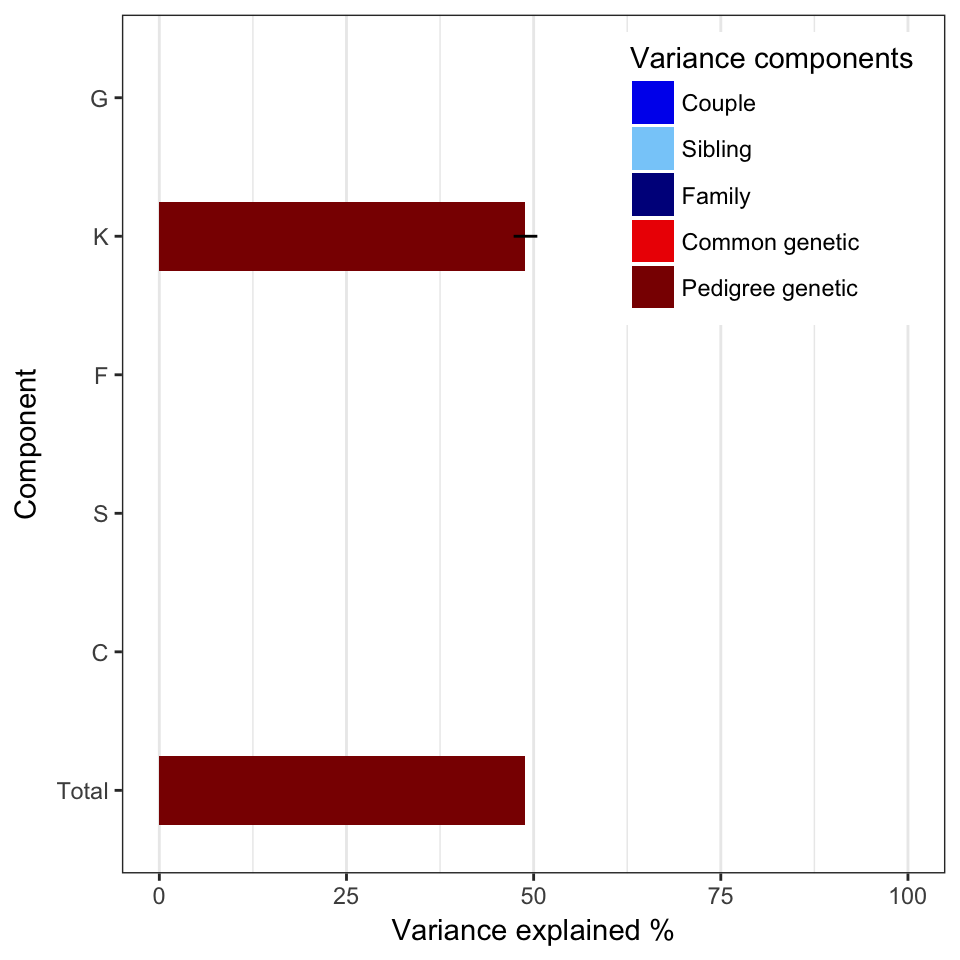 Variance components
Couple
Sibling
Family
Common genetic
Pedigree genetic
Component
G
K
F
S
C
Total
0 25 50 75 100
Variance explained %